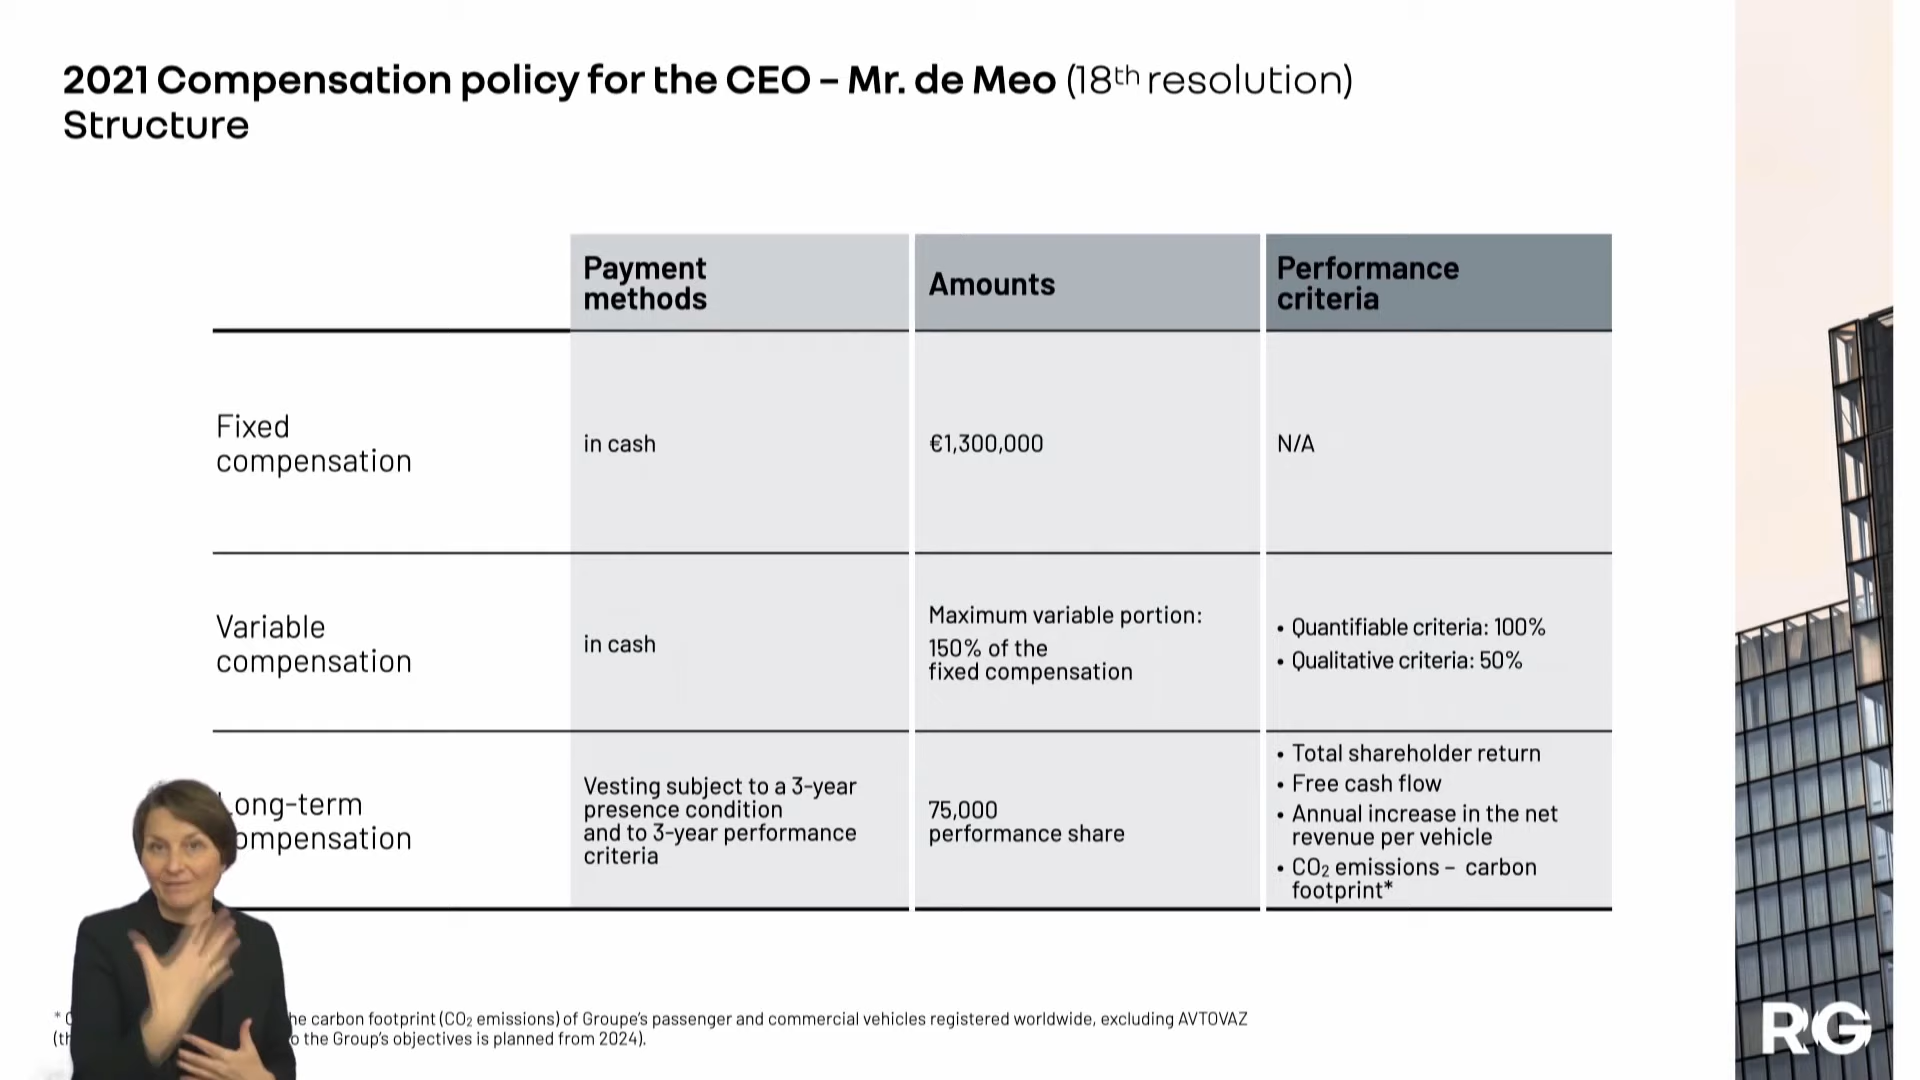 2021 Compensation policy for the CEO – Mr. de Meo (18th resolution)
Structure
Payment
methods
Amounts
Performance
criteria
Fixed
compensation
in cash
€1,300,000
N/A
Variable
compensation
in cash
Maximum variable portion:
150% of the
fixed compensation
• Quantifiable criteria: 100%
• Qualitative criteria: 50%
Long-term
compensation
Vesting subject to a 3-year
presence condition
and to 3-year performance
criteria
75,000
performance share
• Total shareholder return
• Free cash flow
• Annual increase in the net
revenue per vehicle
• CO₂ emissions – carbon
footprint*
* carbon footprint (CO₂ emissions) of Groupe's passenger and commercial vehicles registered worldwide, excluding AVTOVAZ
the Group's objectives is planned from 2024).
RG